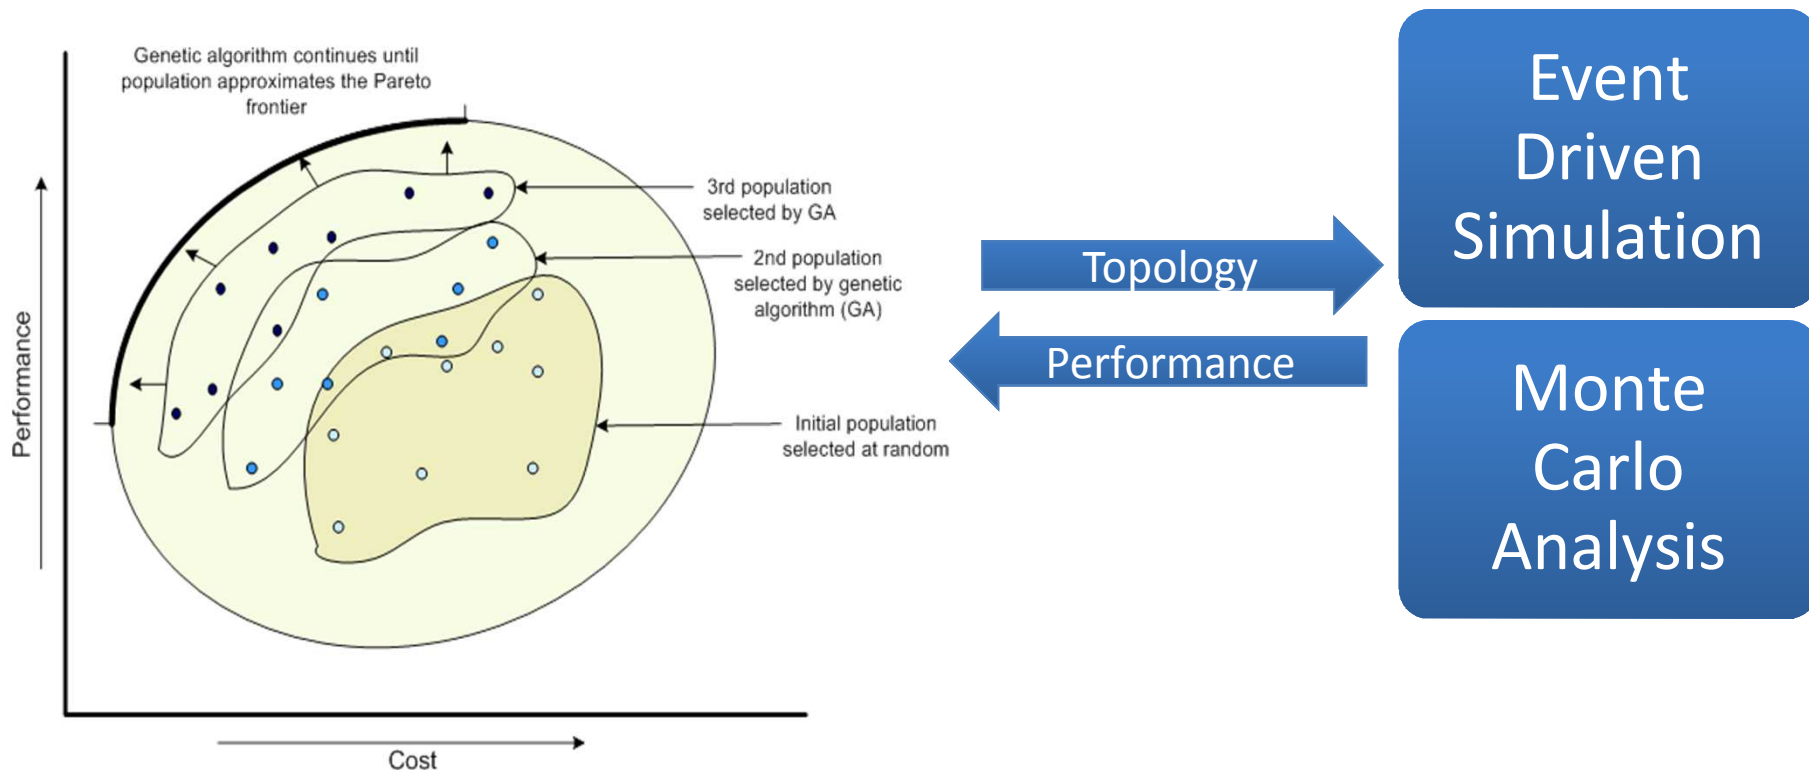 Genetic algorithm continues until
population approximates the Pareto
frontier
3rd population
selected by GA
2nd population
selected by genetic
algorithm (GA)
Initial population
selected at random
Performance
Cost
Topology
Performance
Event
Driven
Simulation
Monte
Carlo
Analysis